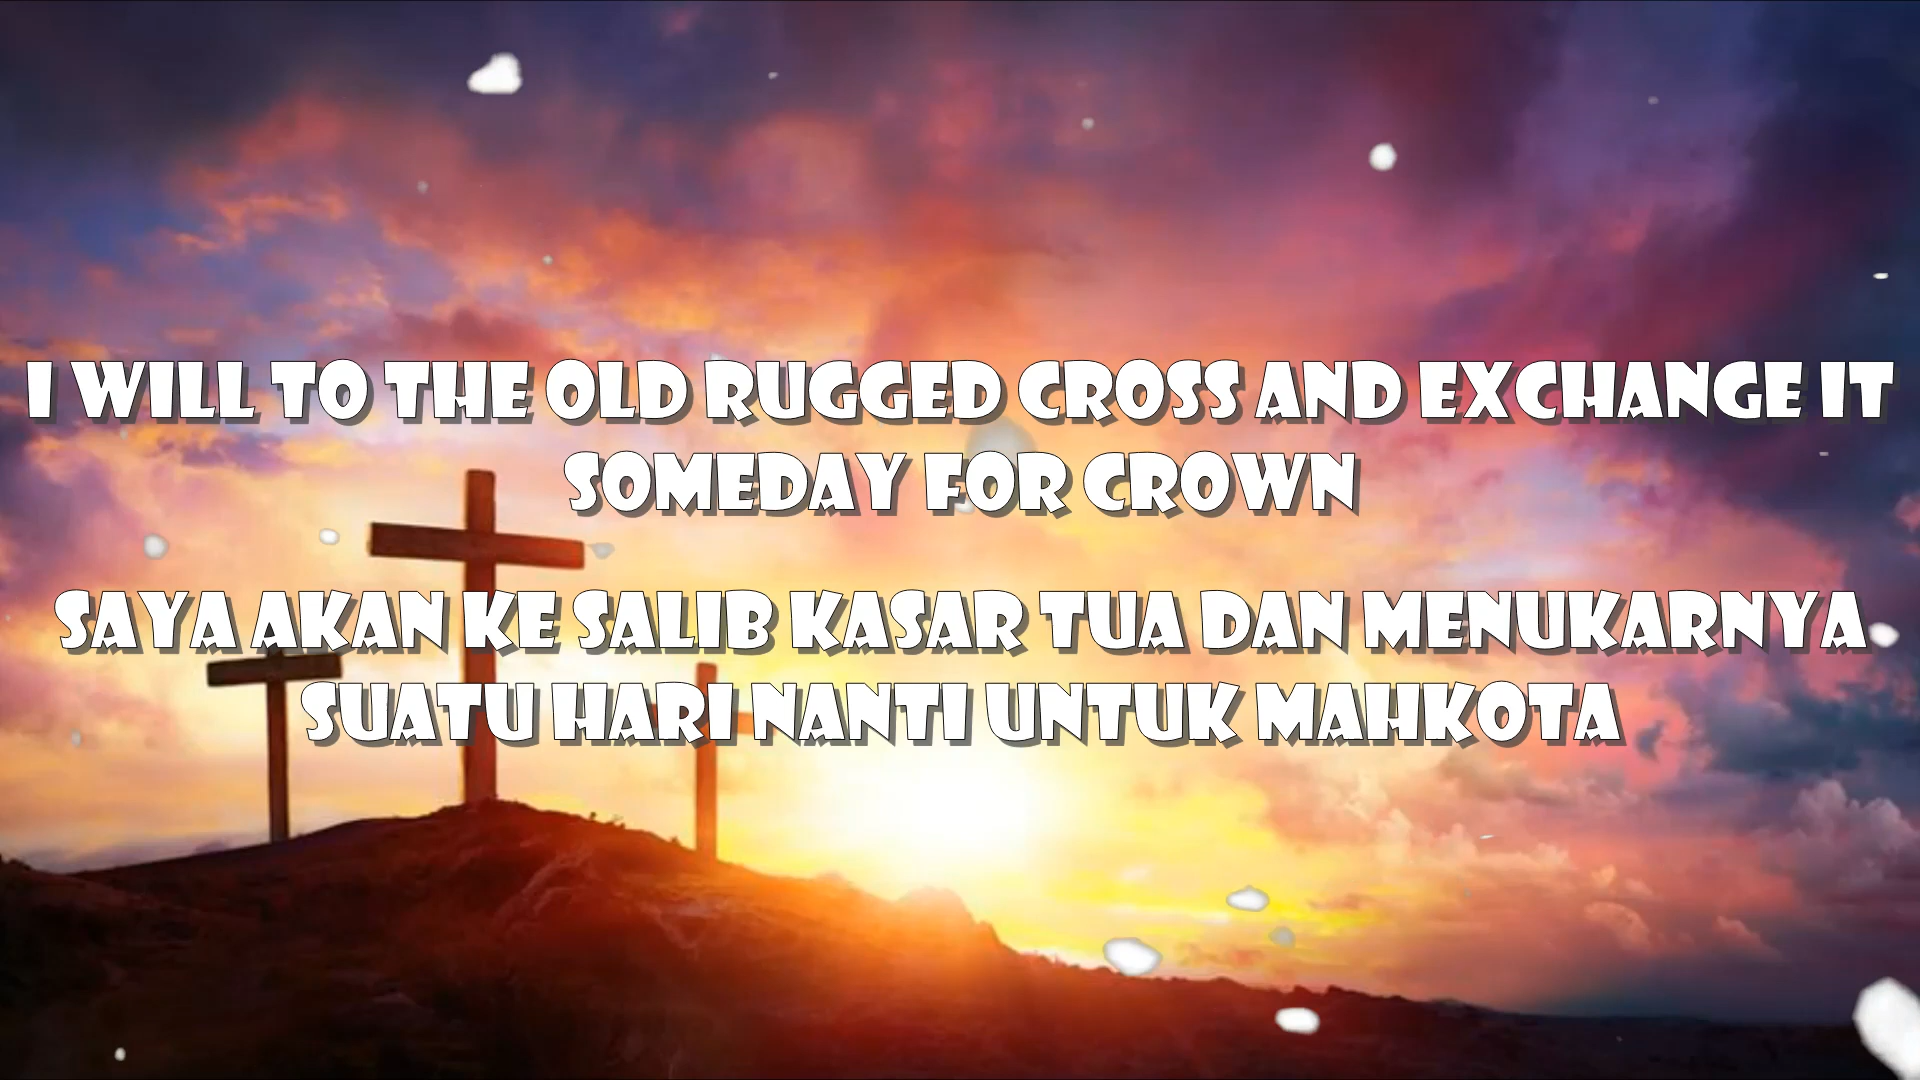 I WILL TO THE OLD RUGGED CROSS AND EXCHANGE IT
SOMEDAY FOR CROWN
SAYA AKAN KE SALIB KASAR TUA DAN MENUKARNYA
SUATU HARI NANTI UNTUK MAHKOTA